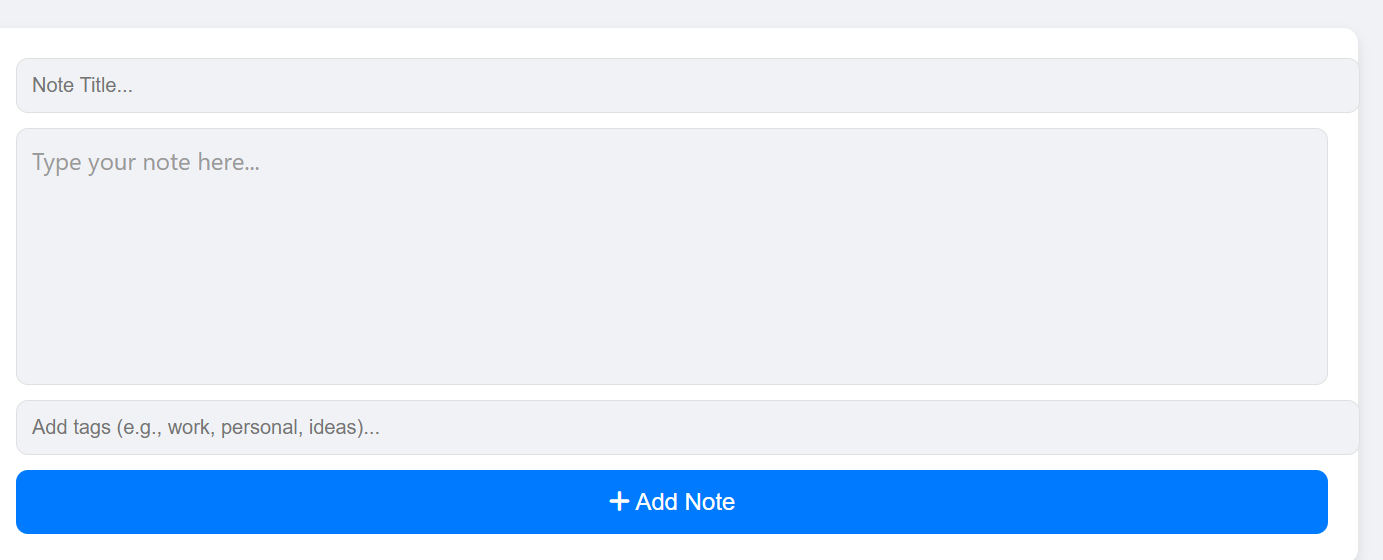 Note Title...
Type your note here...
Add tags (e.g., work, personal, ideas)...
Add Note